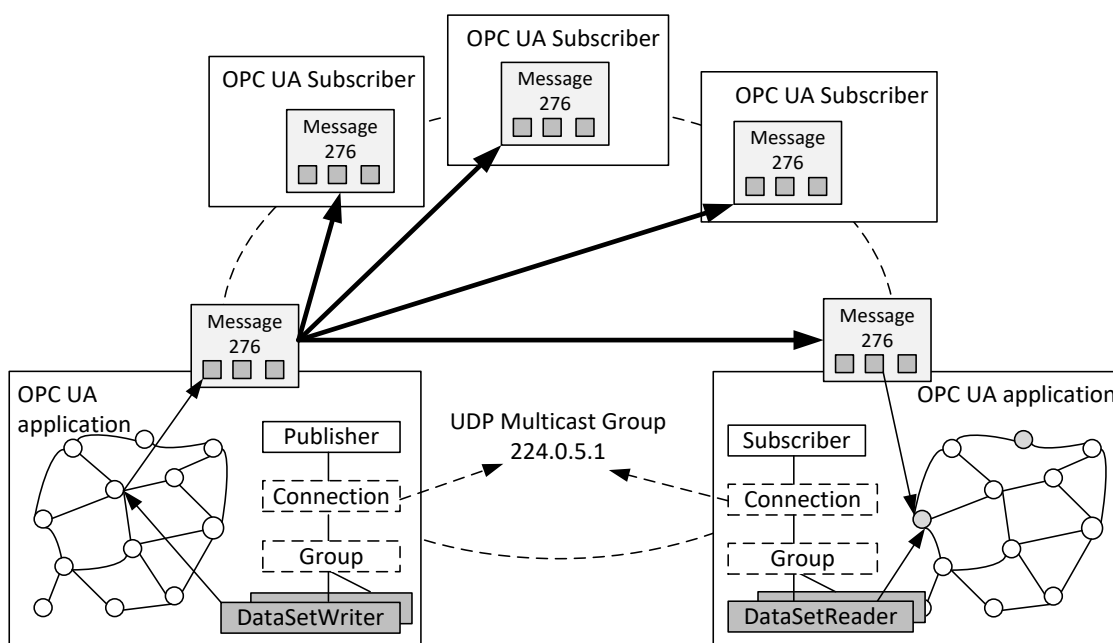 OPC UA Subscriber
Message
276
OPC UA Subscriber
Message
276
OPC UA Subscriber
Message
276
Message
276
Message
276
OPC UA
application
Publisher
Connection
Group
DataSetWriter
UDP Multicast Group
224.0.5.1
OPC UA application
Subscriber
Connection
Group
DataSetReader